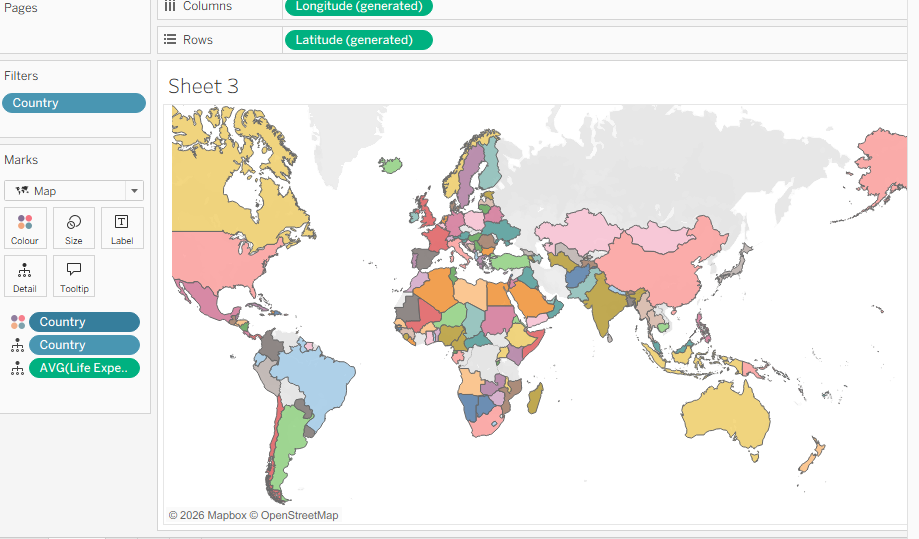 Pages
Columns
Longitude (generated)
Rows
Latitude (generated)
Filters
Country
Sheet 3
Marks
Map
Colour
Size
Label
Detail
Tooltip
Country
Country
AVG(Life Expe..
© 2026 Mapbox © OpenStreetMap